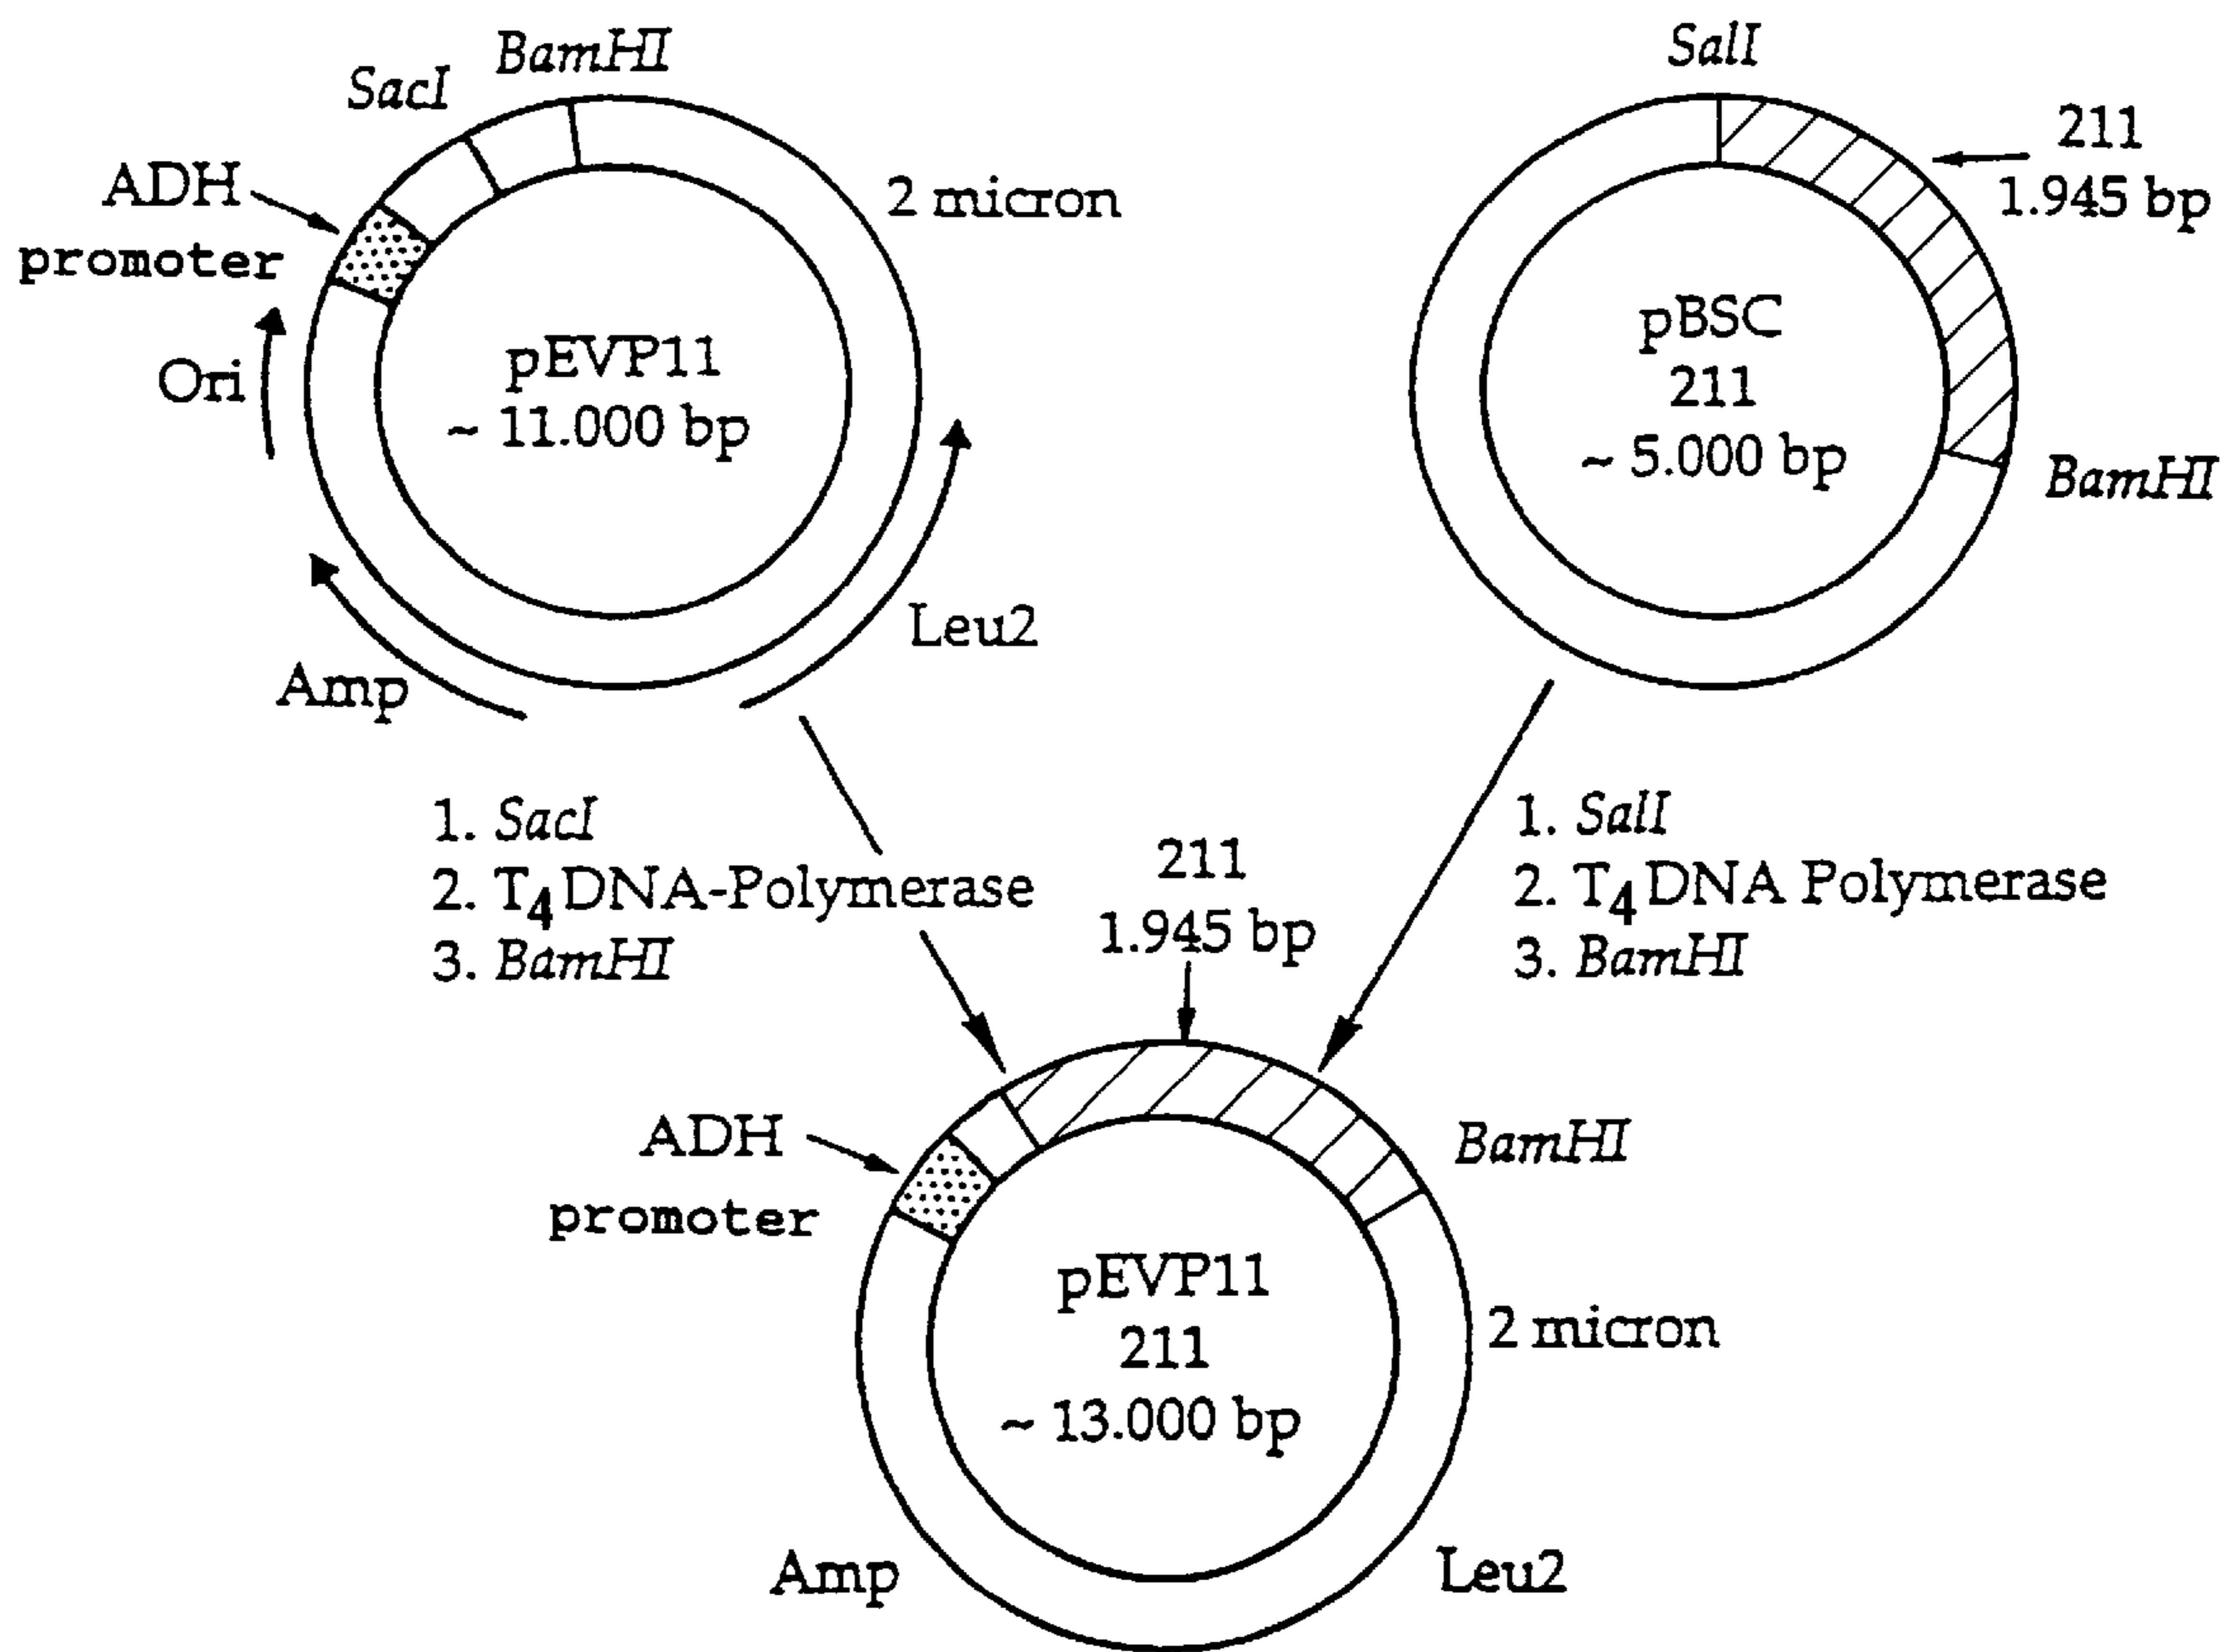 SacI
BamHI
ADH
promoter
2 micron
Ori
pEVP11
~ 11.000 bp
Leu2
Amp
SalI
211
1.945 bp
pBSC
211
~ 5.000 bp
BamHI
1. SacI
2. T4 DNA-Polymerase
3. BamHI
1. SalI
2. T4 DNA Polymerase
3. BamHI
211
1.945 bp
ADH
promoter
BamHI
pEVP11
211
~ 13.000 bp
2 micron
Amp
Leu2